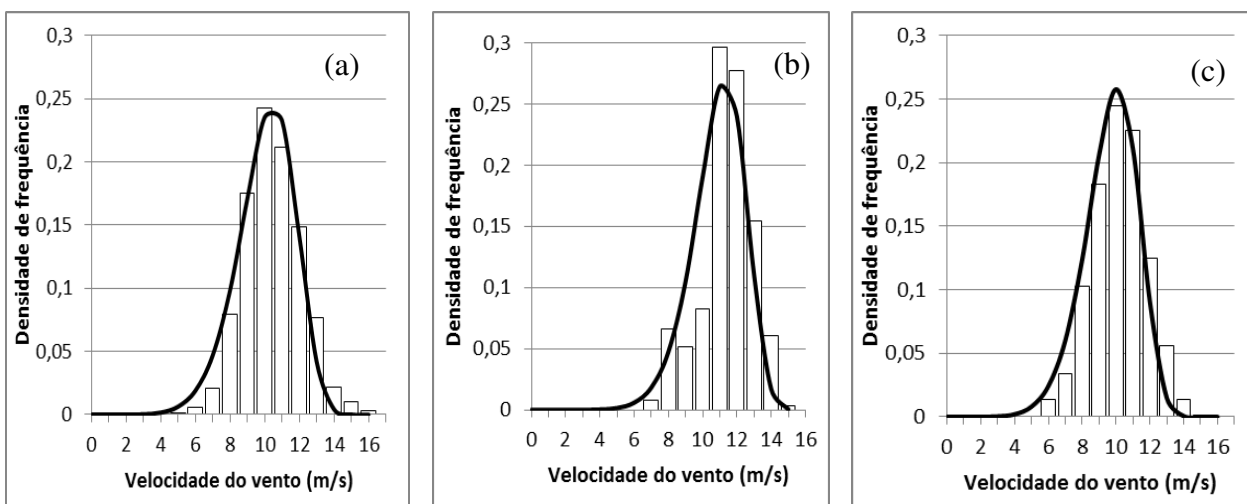 (a)
Densidade de frequência
0,3
0,25
0,2
0,15
0,1
0,05
0
0 2 4 6 8 10 12 14 16
Velocidade do vento (m/s)
(b)
Densidade de frequência
0,3
0,25
0,2
0,15
0,1
0,05
0
0 2 4 6 8 10 12 14 16
Velocidade do vento (m/s)
(c)
Densidade de frequência
0,3
0,25
0,2
0,15
0,1
0,05
0
0 2 4 6 8 10 12 14 16
Velocidade do vento (m/s)